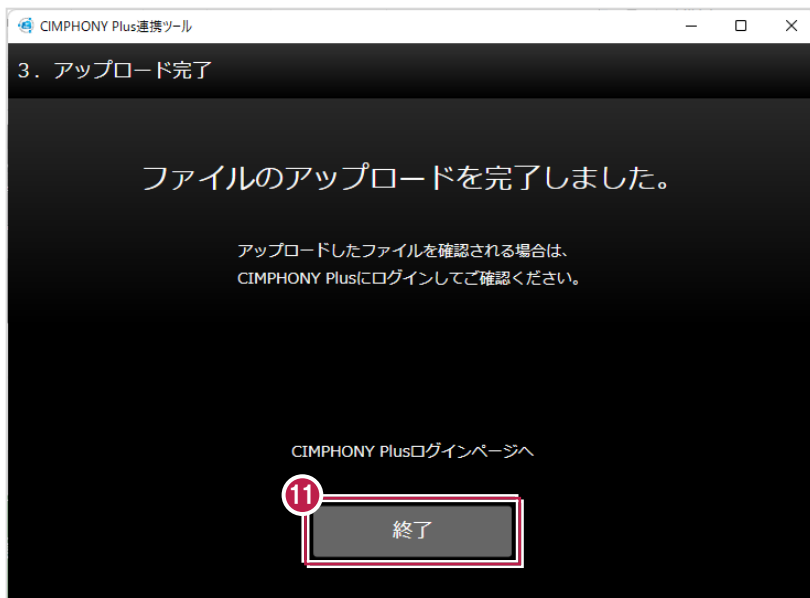 CIMPHONY Plus連携ツール
3．アップロード完了
ファイルのアップロードを完了しました。
アップロードしたファイルを確認される場合は、
CIMPHONY Plusにログインしてご確認ください。
CIMPHONY Plusログインページへ
11
終了